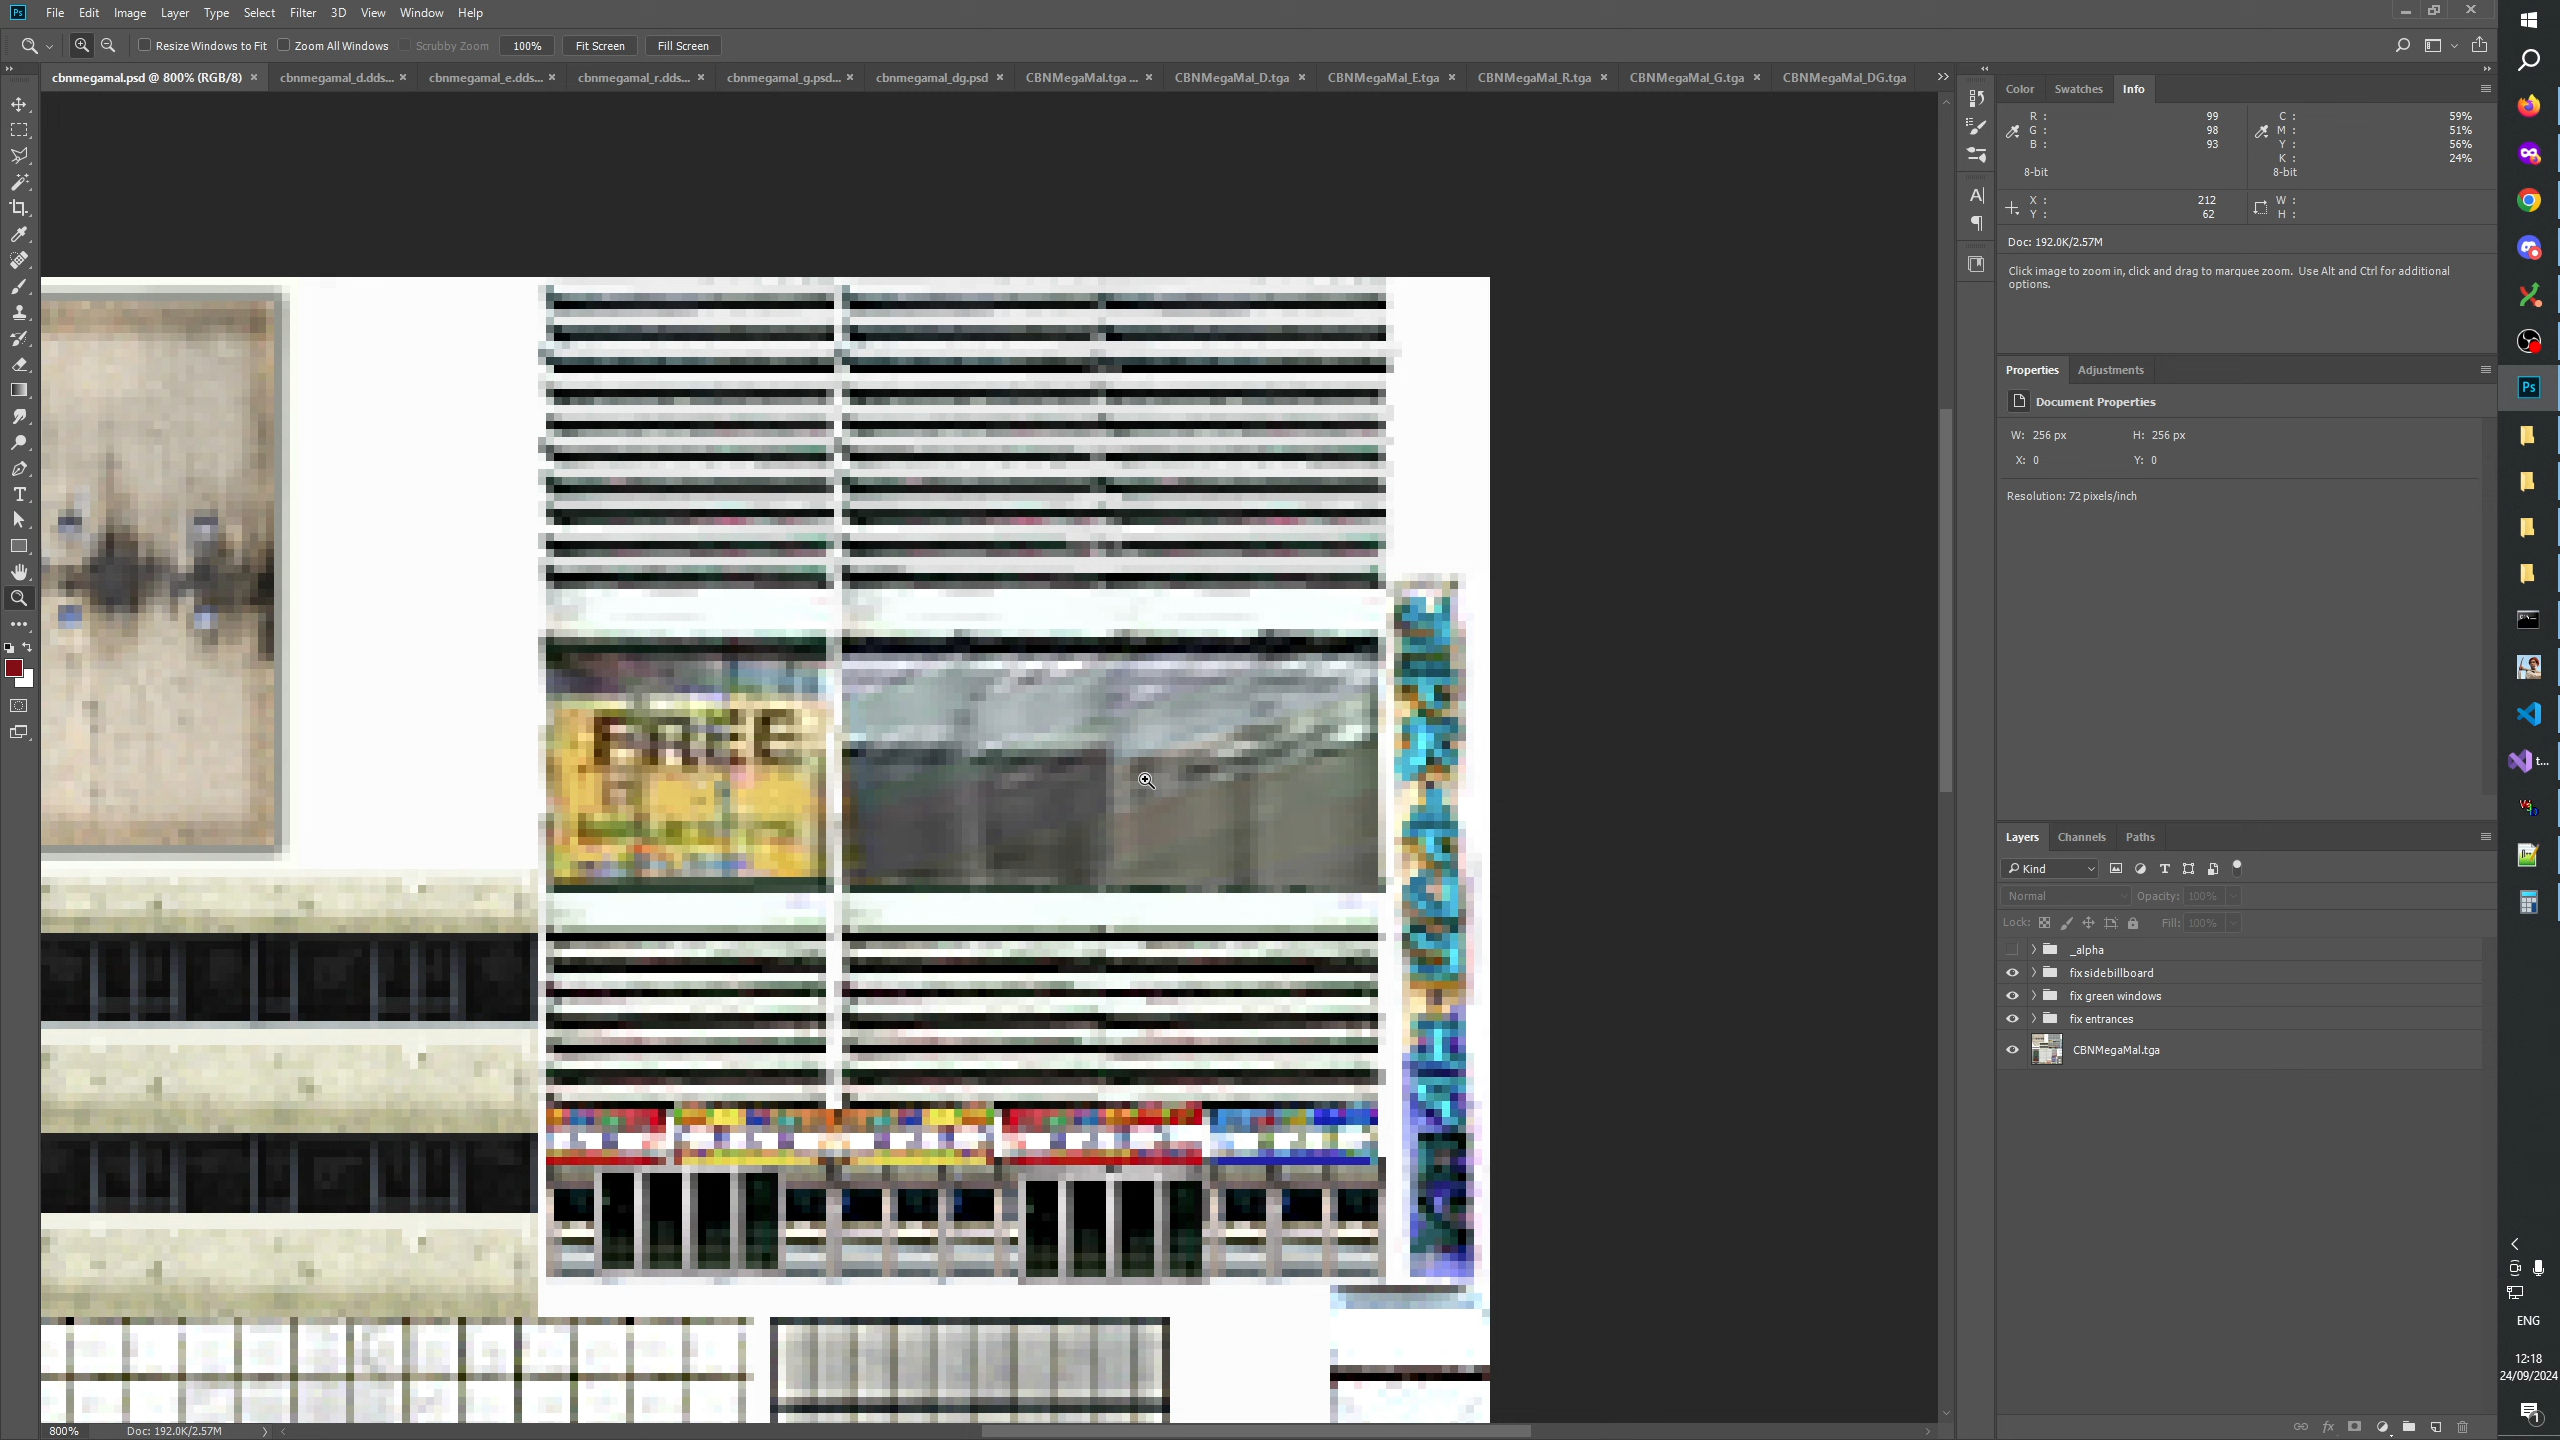 Ps File Edit Image Layer Type Select Filter 3D View Window Help
Resize Windows to Fit Zoom All Windows Scrubby Zoom 100% Fit Screen Fill Screen
cbnmegamal.psd @ 800% (RGB/8) × cbnmegamal_d.dds... × cbnmegamal_e.dds... × cbnmegamal_r.dds... × cbnmegamal_g.psd... × cbnmegamal_dg.psd × CBNMegaMal.tga ... × CBNMegaMal_D.tga × CBNMegaMal_E.tga × CBNMegaMal_R.tga × CBNMegaMal_G.tga × CBNMegaMal_DG.tga
Color Swatches Info
R : 99 C : 59%
G : 98 M : 51%
B : 93 Y : 56%
K : 24%
8-bit 8-bit
X : 212 W :
Y : 62 H :
Doc: 192.0K/2.57M
Click image to zoom in, click and drag to marquee zoom. Use Alt and Ctrl for additional
options.
Properties Adjustments
Document Properties
W: 256 px H: 256 px
X: 0 Y: 0
Resolution: 72 pixels/inch
FREE
Layers Channels Paths
Kind
Normal Opacity: 100%
Lock: Fill: 100%
_alpha
fix sidebillboard
fix green windows
fix entrances
CBNMegaMal.tga
Ps
t...
ENG
12:18
24/09/2024
1
800% Doc: 192.0K/2.57M